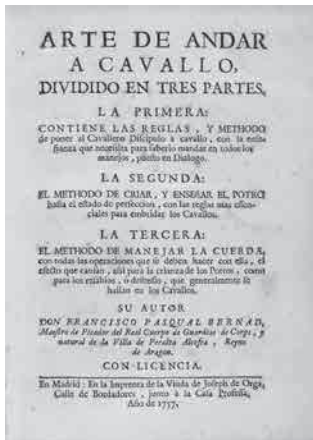 ARTE DE ANDAR
A CAVALLO,
DIVIDIDO EN TRES PARTES,
LA PRIMERA:
CONTIENE LAS REGLAS, Y METHODO
de poner al Cavallero Discipulo à cavallo, con la ense-
ñanza que necessita para saberlo mandar en todos los
manejos, puesto en Dialogo.
LA SEGUNDA:
EL METHODO DE CRIAR, Y ENSEÑAR EL POTRO
hasta el estado de perfeccion, con las reglas mas essen-
ciales para embridar los Cavallos.
LA TERCERA:
EL METHODO DE MANEJAR LA CUERDA,
con todas las operaciones que se deben hacer con ella, el
efecto que causan, assi para la crianza de los Potros, como
para los resabios, ò defensas, que generalmente se
hallan en los Cavallos.
SU AUTOR
DON FRANCISCO PASQUAL BERNAD,
Maestro de Picador del Real Cuerpo de Guardias de Corps, y
natural de la Villa de Peralta Alcofea, Reyno
de Aragon.
CON LICENCIA.
En Madrid: En la Imprenta de la Viuda de Joseph de Orga,
Calle de Bordadores, junto à la Casa Professa,
Año de 1757.